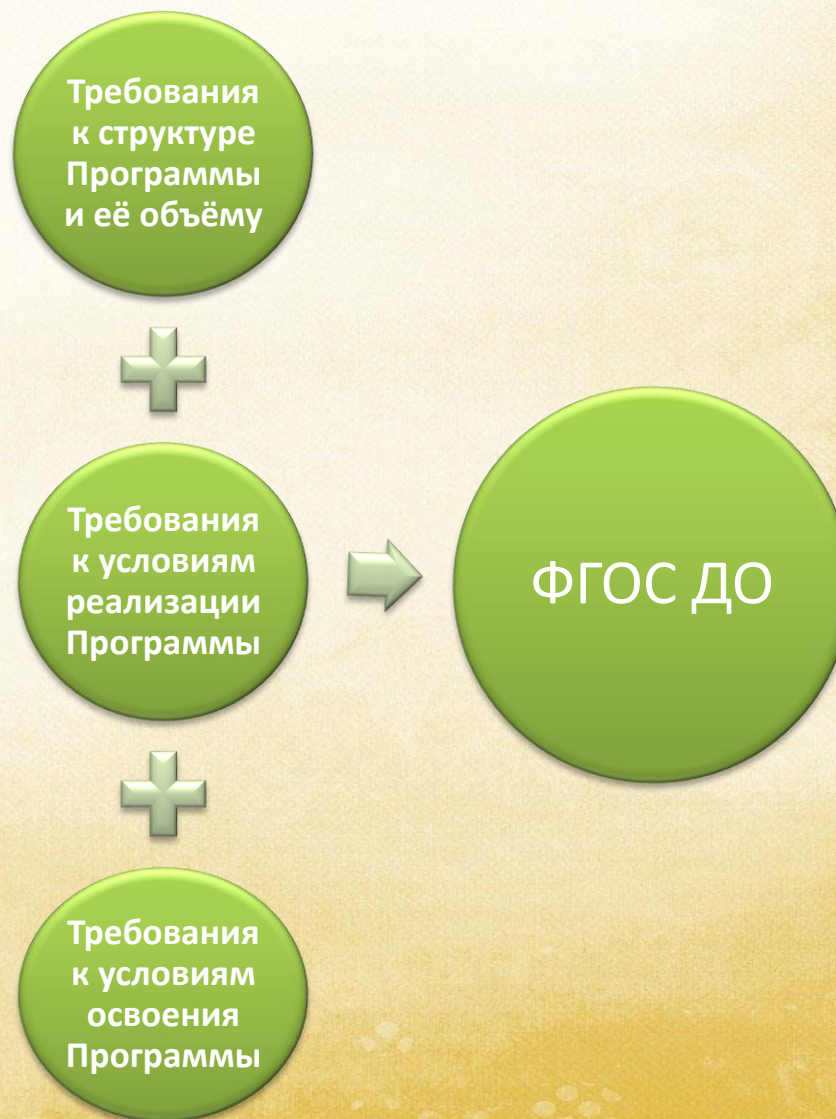 Требования
к структуре
Программы
и её объёму
Требования
к условиям
реализации
Программы
ФГОС ДО
Требования
к условиям
освоения
Программы